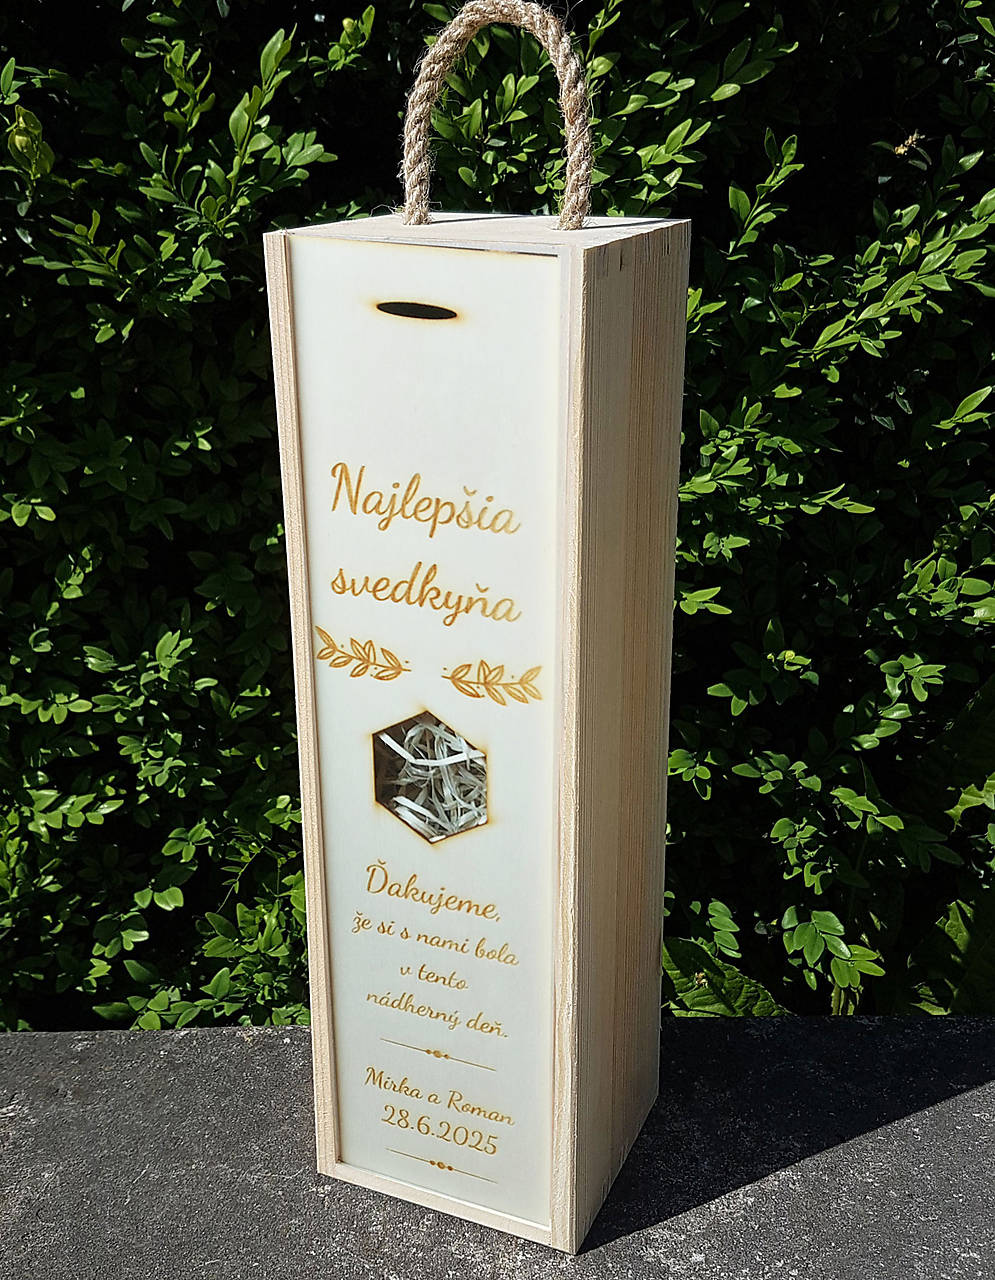 Najlepšia
svedkyňa
Ďakujeme,
že si s nami bola
v tento
nádherný deň.
Mirka a Roman
28.6.2025